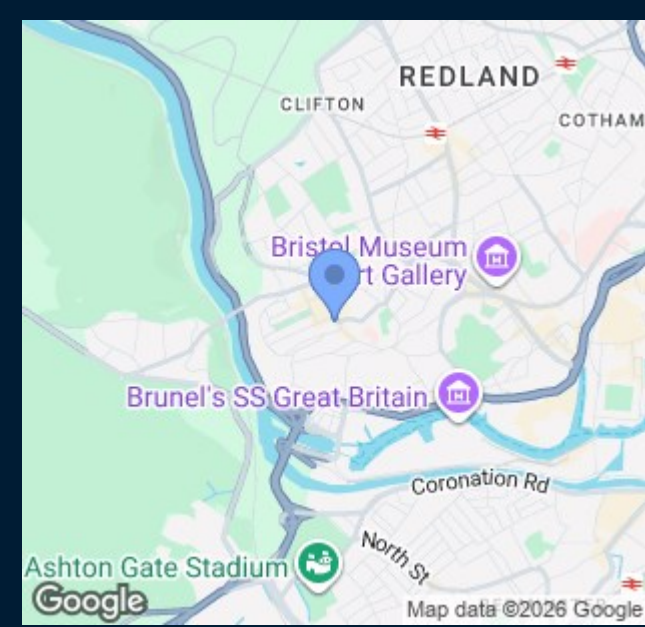 REDLAND
CLIFTON
COTHAM
Bristol Museum
rt Gallery
Brunel's SS Great Britain
Coronation Rd
North St
Ashton Gate Stadium
Google
Map data ©2026 Google